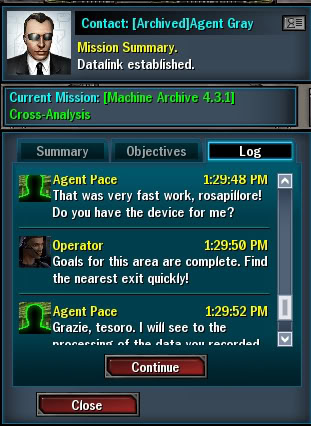 Contact: [Archived]Agent Gray
Mission Summary.
Datalink established.
Current Mission: [Machine Archive 4.3.1]
Cross-Analysis
Summary
Objectives
Log
Agent Pace 1:29:48 PM
That was very fast work, rosapillore!
Do you have the device for me?
Operator 1:29:50 PM
Goals for this area are complete. Find
the nearest exit quickly!
Agent Pace 1:29:52 PM
Grazie, tesoro. I will see to the
processing of the data you recorded
Continue
Close